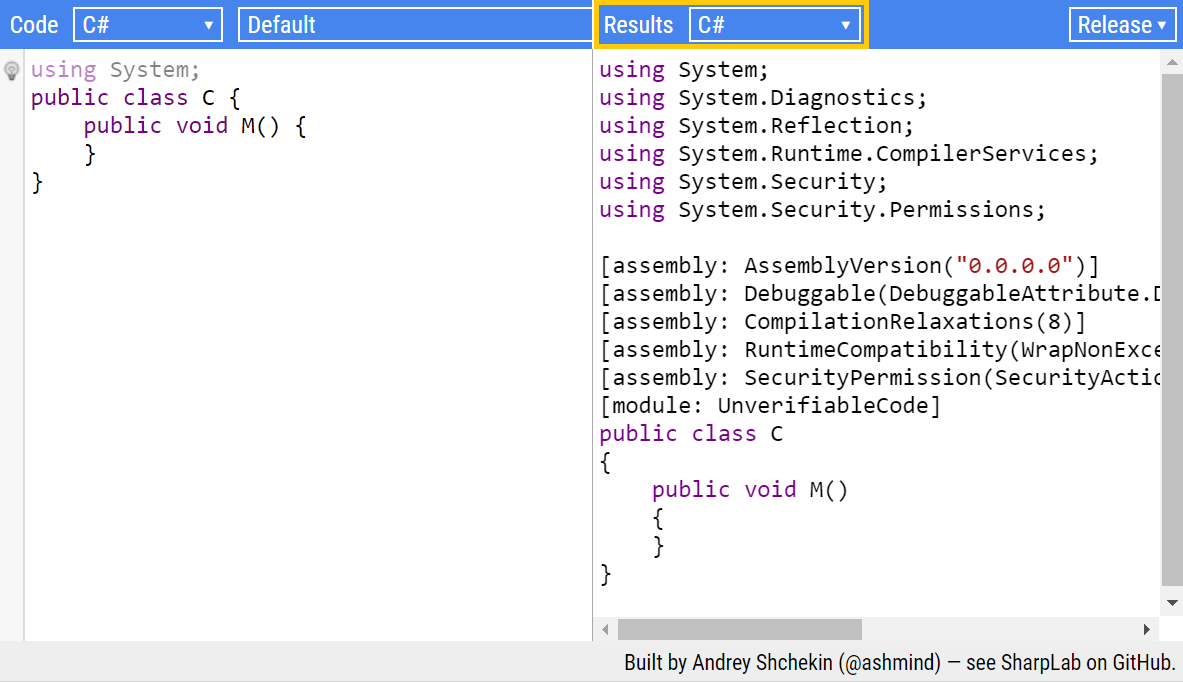 Code C# Default Results C# Release
using System;
public class C {
    public void M() {
    }
}
using System;
using System.Diagnostics;
using System.Reflection;
using System.Runtime.CompilerServices;
using System.Security;
using System.Security.Permissions;
[assembly: AssemblyVersion("0.0.0.0")]
[assembly: Debuggable(DebuggableAttribute.
[assembly: CompilationRelaxations(8)]
[assembly: RuntimeCompatibility(WrapNonExce
[assembly: SecurityPermission(SecurityActio
[module: UnverifiableCode]
public class C
{
    public void M()
    {
    }
}
Built by Andrey Shchekin (@ashmind) — see SharpLab on GitHub.